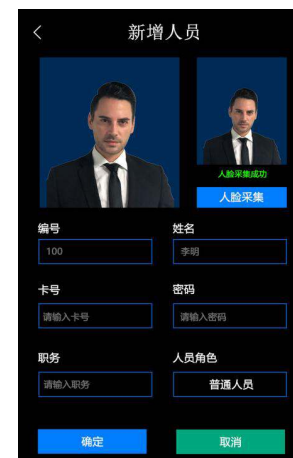 新增人员
人脸采集成功
人脸采集
编号 姓名
100 李明
卡号 密码
请输入卡号 请输入密码
职务 人员角色
请输入职务 普通人员
确定 取消